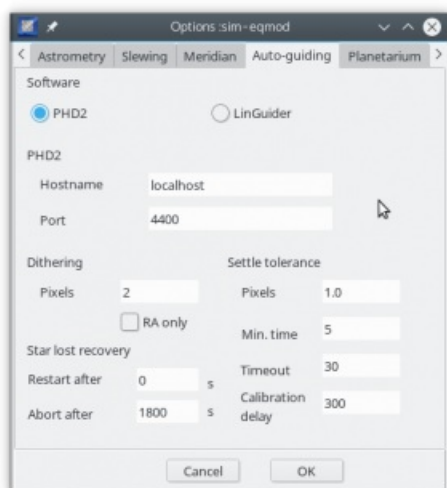 Options :sim-eqmod
Astrometry Slewing Meridian Auto-guiding Planetarium
Software
PHD2 LinGuider
PHD2
Hostname localhost
Port 4400
Dithering Settle tolerance
Pixels 2 Pixels 1.0
RA only Min. time 5
Star lost recovery
Timeout 30
Restart after 0 s
Calibration delay 300
Abort after 1800 s
Cancel OK